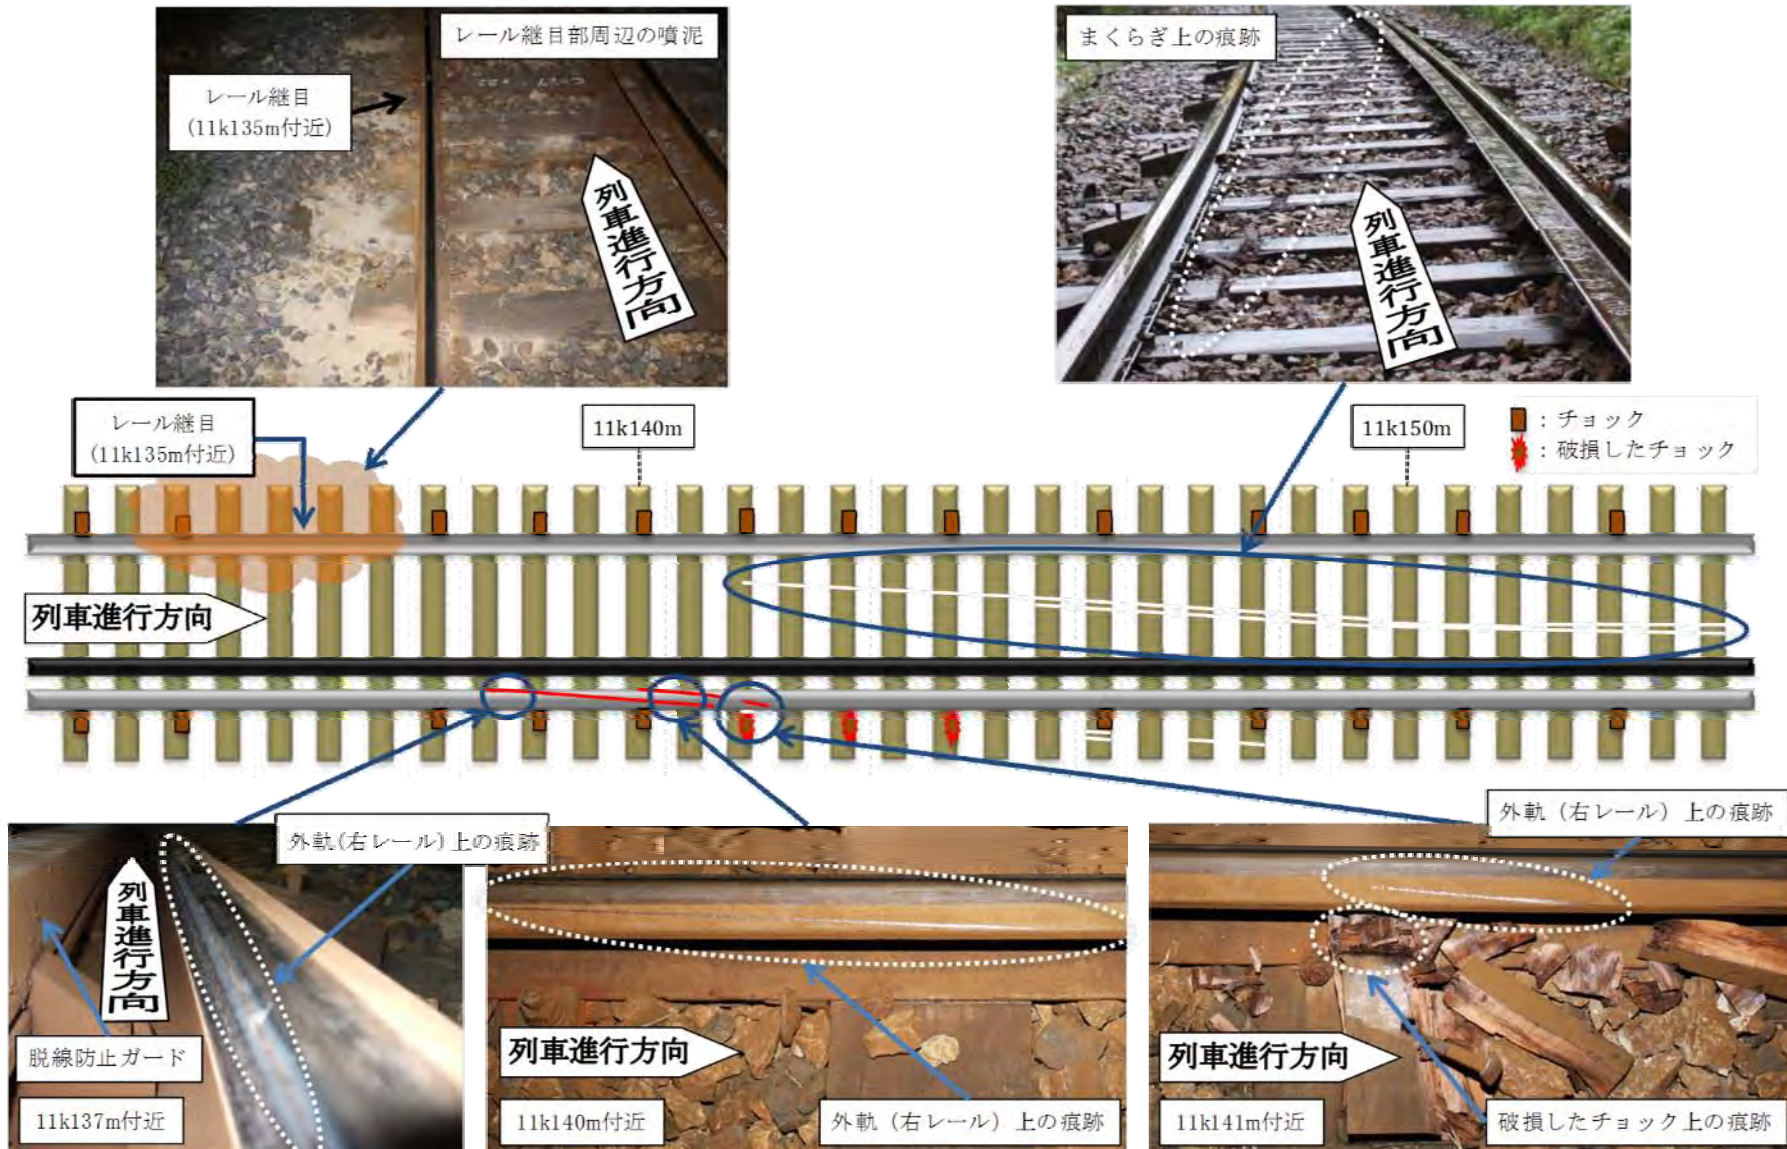 レール継目部周辺の噴泥
レール継目
(11k135m付近)
列車進行方向
まくらぎ上の痕跡
列車進行方向
レール継目
(11k135m付近)
11k140m
11k150m
：チョック
：破損したチョック
列車進行方向
外軌(右レール)上の痕跡
列車進行方向
脱線防止ガード
11k137m付近
列車進行方向
11k140m付近
外軌（右レール）上の痕跡
外軌（右レール）上の痕跡
列車進行方向
11k141m付近
破損したチョック上の痕跡